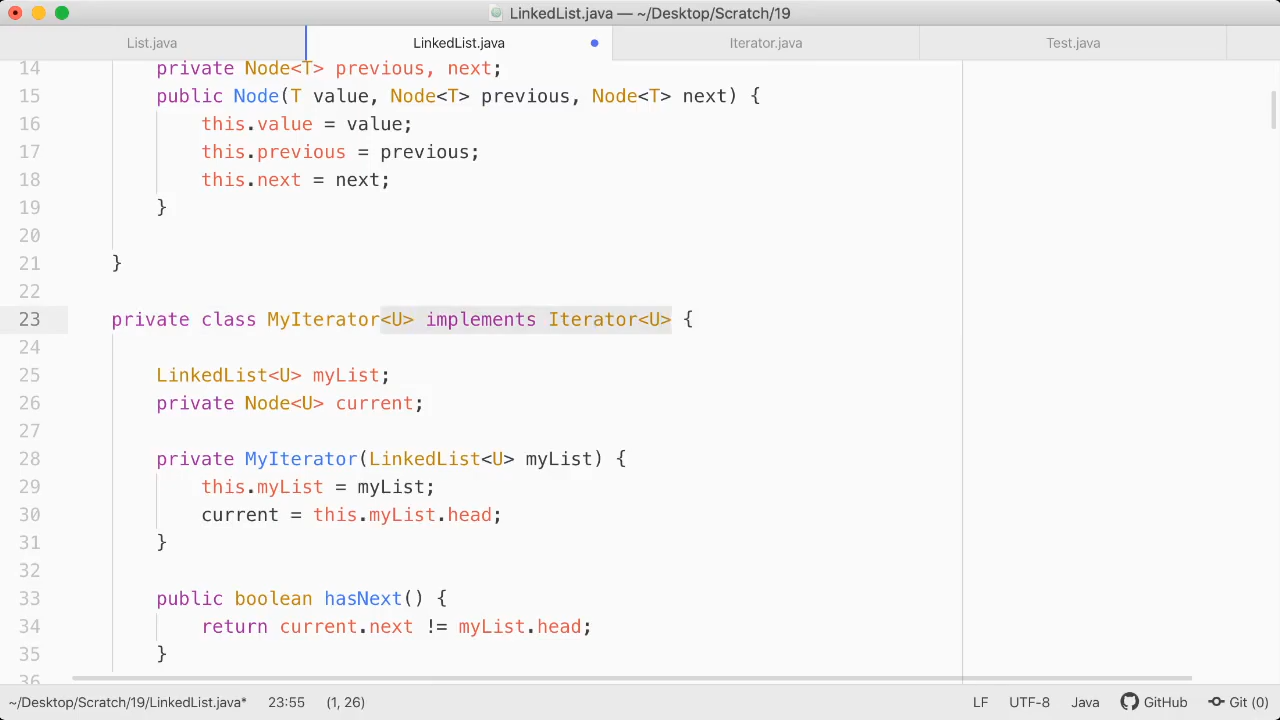 LinkedList.java — ~/Desktop/Scratch/19
List.java LinkedList.java Iterator.java Test.java
14 private Node<T> previous, next;
15 public Node(T value, Node<T> previous, Node<T> next) {
16 this.value = value;
17 this.previous = previous;
18 this.next = next;
19 }
20
21 }
22
23 private class MyIterator<U> implements Iterator<U> {
24
25 LinkedList<U> myList;
26 private Node<U> current;
27
28 private MyIterator(LinkedList<U> myList) {
29 this.myList = myList;
30 current = this.myList.head;
31 }
32
33 public boolean hasNext() {
34 return current.next != myList.head;
35 }
36
~/Desktop/Scratch/19/LinkedList.java* 23:55 (1, 26) LF UTF-8 Java GitHub Git (0)